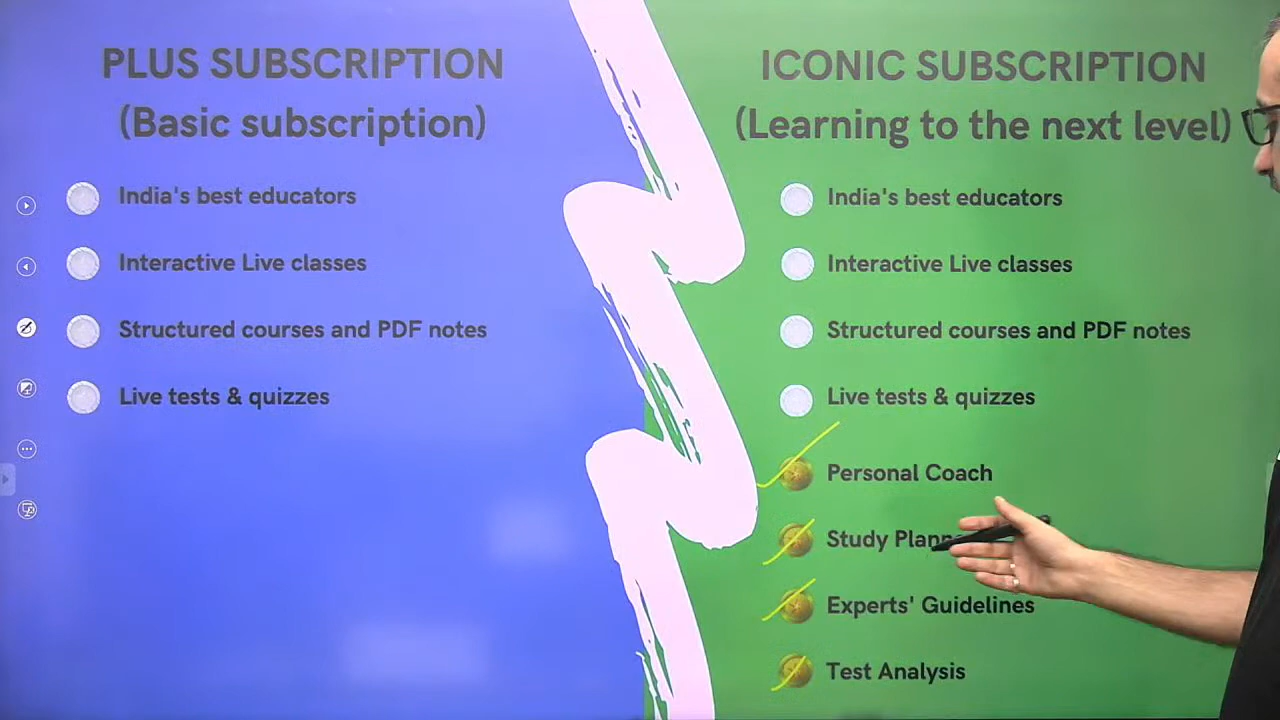 PLUS SUBSCRIPTION
(Basic subscription)
India's best educators
Interactive Live classes
Structured courses and PDF notes
Live tests & quizzes
ICONIC SUBSCRIPTION
(Learning to the next level)
India's best educators
Interactive Live classes
Structured courses and PDF notes
Live tests & quizzes
Personal Coach
Study
Experts' Guidelines
Test Analysis